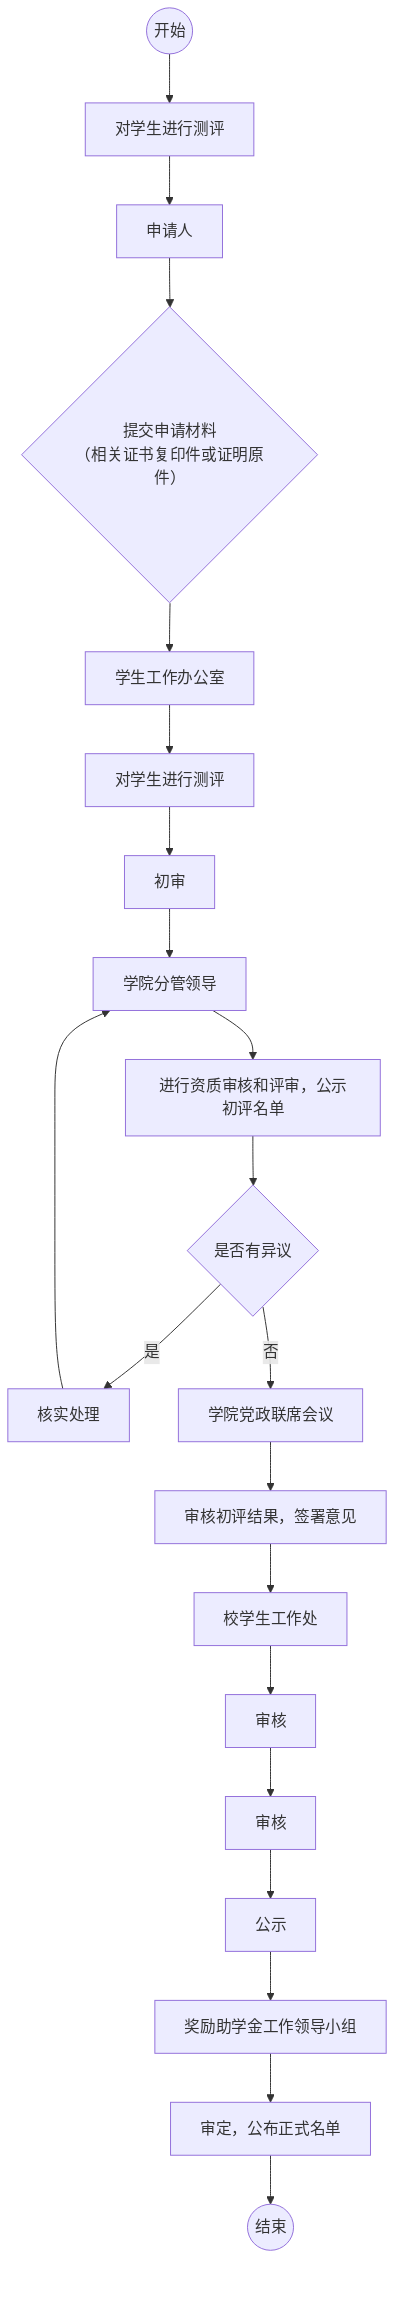 开始
对学生进行测评
申请人
提交申请材料
（相关证书复印件或证明原
件）
学生工作办公室
对学生进行测评
初审
学院分管领导
进行资质审核和评审，公示
初评名单
是否有异议
是
否
核实处理
学院党政联席会议
审核初评结果，签署意见
校学生工作处
审核
审核
公示
奖励助学金工作领导小组
审定，公布正式名单
结束